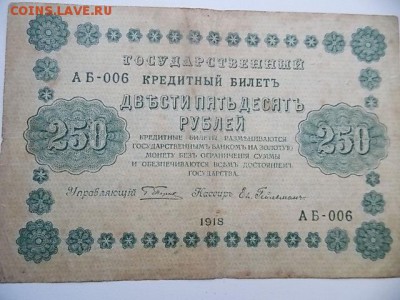 COINS.LAVE.RU
ГОСУДАРСТВЕННЫЙ
АБ-006 КРЕДИТНЫЙ БИЛЕТЪ
ДВѢСТИ ПЯТЬДЕСЯТЪ
РУБЛЕЙ
250
250
КРЕДИТНЫЕ БИЛЕТЫ РАЗМѢНИВАЮТСЯ
ГОСУДАРСТВЕННЫМЪ БАНКОМЪ НА ЗОЛОТУЮ
МОНЕТУ БЕЗЪ ОГРАНИЧЕНІЯ СУММЫ
И ОБЕЗПЕЧИВАЮТСЯ ВСѢМЪ ДОСТОЯНІЕМЪ
ГОСУДАРСТВА.
Управляющій Кассиръ
1918
АБ-006